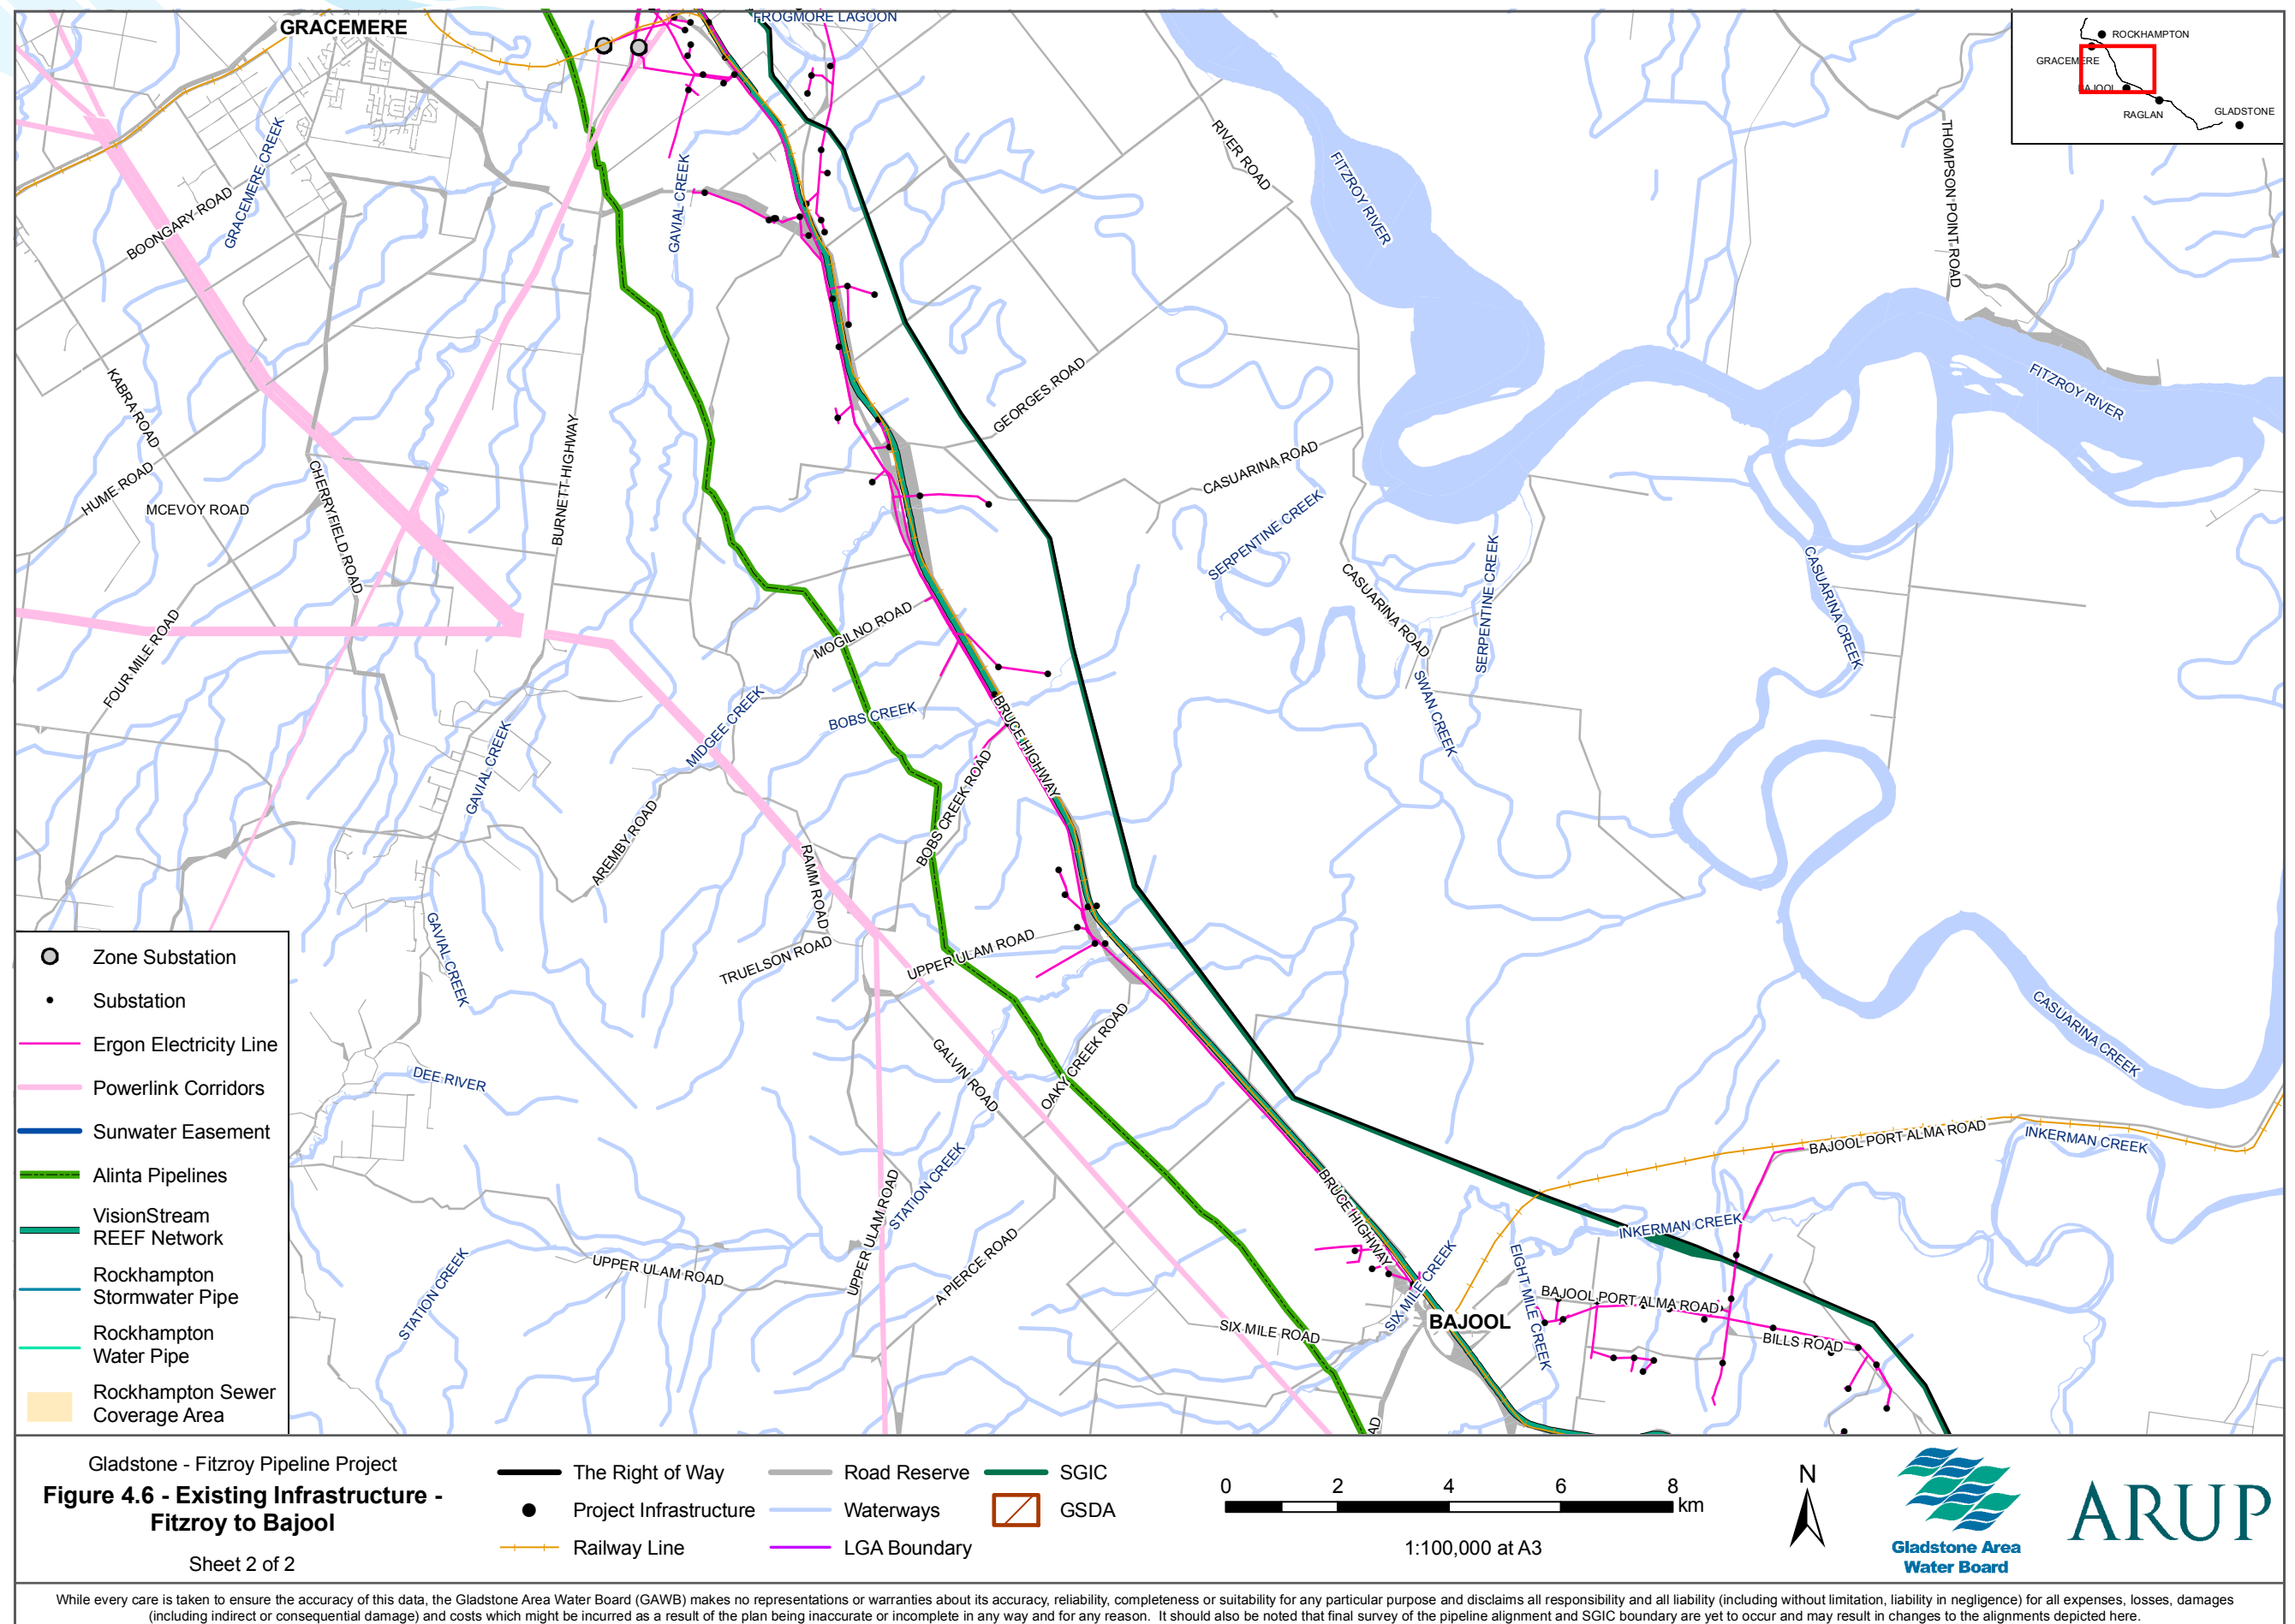 FROGMORE LAGOON
GRACEMERE
ROCKHAMPTON
GRACEMERE
BAJOOL
RAGLAN
GLADSTONE
RIVER ROAD
FITZROY RIVER
THOMPSON POINT ROAD
GRACEMERE CREEK
BOONGARY ROAD
GAVIAL CREEK
FITZROY RIVER
GEORGES ROAD
KABRA ROAD
BURNETT HIGHWAY
CASUARINA ROAD
HUME ROAD
MCEVOY ROAD
CHERRYFIELD ROAD
SERPENTINE CREEK
SERPENTINE CREEK
CASUARINA ROAD
CASUARINA CREEK
FOUR MILE ROAD
MOGILNO ROAD
SWAN CREEK
MIDGEE CREEK
BOBS CREEK
BRUCE HIGHWAY
GAVIAL CREEK
BOBS CREEK ROAD
AREMBY ROAD
RAMM ROAD
GAVIAL CREEK
TRUELSON ROAD
UPPER ULAM ROAD
CASUARINA CREEK
GALVIN ROAD
OAKY CREEK ROAD
DEE RIVER
BAJOOL PORT ALMA ROAD
INKERMAN CREEK
STATION CREEK
UPPER ULAM ROAD
BRUCE HIGHWAY
INKERMAN CREEK
A PIERCE ROAD
STATION CREEK
UPPER ULAM ROAD
SIX MILE CREEK
EIGHT MILE CREEK
BAJOOL PORT ALMA ROAD
SIX MILE ROAD
BAJOOL
BILLS ROAD
AD
Zone Substation
Substation
Ergon Electricity Line
Powerlink Corridors
Sunwater Easement
Alinta Pipelines
VisionStream
REEF Network
Rockhampton
Stormwater Pipe
Rockhampton
Water Pipe
Rockhampton Sewer
Coverage Area
Gladstone - Fitzroy Pipeline Project
Figure 4.6 - Existing Infrastructure -
Fitzroy to Bajool
Sheet 2 of 2
The Right of Way
Project Infrastructure
Railway Line
Road Reserve
Waterways
LGA Boundary
SGIC
GSDA
0 2 4 6 8
km
1:100,000 at A3
N
Gladstone Area
Water Board
ARUP
While every care is taken to ensure the accuracy of this data, the Gladstone Area Water Board (GAWB) makes no representations or warranties about its accuracy, reliability, completeness or suitability for any particular purpose and disclaims all responsibility and all liability (including without limitation, liability in negligence) for all expenses, losses, damages
(including indirect or consequential damage) and costs which might be incurred as a result of the plan being inaccurate or incomplete in any way and for any reason. It should also be noted that final survey of the pipeline alignment and SGIC boundary are yet to occur and may result in changes to the alignments depicted here.